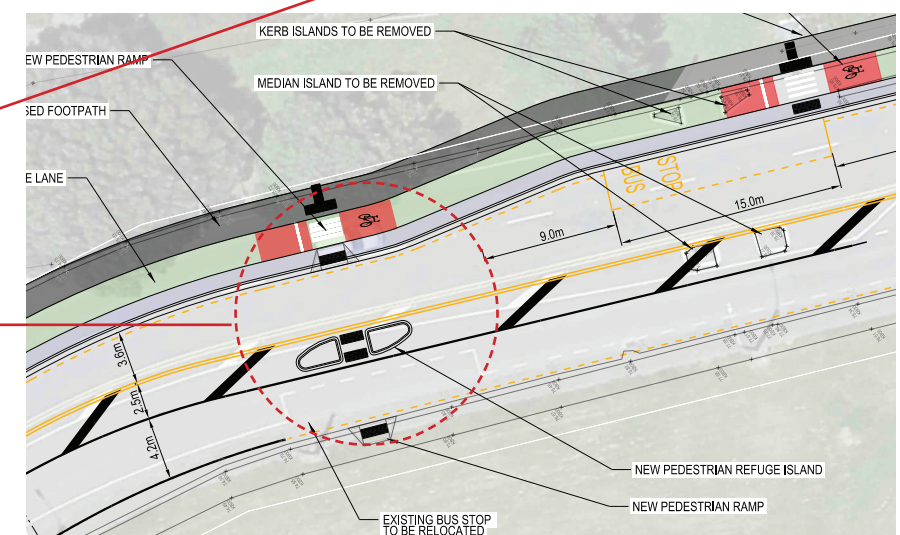 KERB ISLANDS TO BE REMOVED
EW PEDESTRIAN RAMP
MEDIAN ISLAND TO BE REMOVED
SED FOOTPATH
E LANE
BUS
STOP
15.0m
9.0m
3.6m
2.5m
4.2m
NEW PEDESTRIAN REFUGE ISLAND
NEW PEDESTRIAN RAMP
EXISTING BUS STOP
TO BE RELOCATED